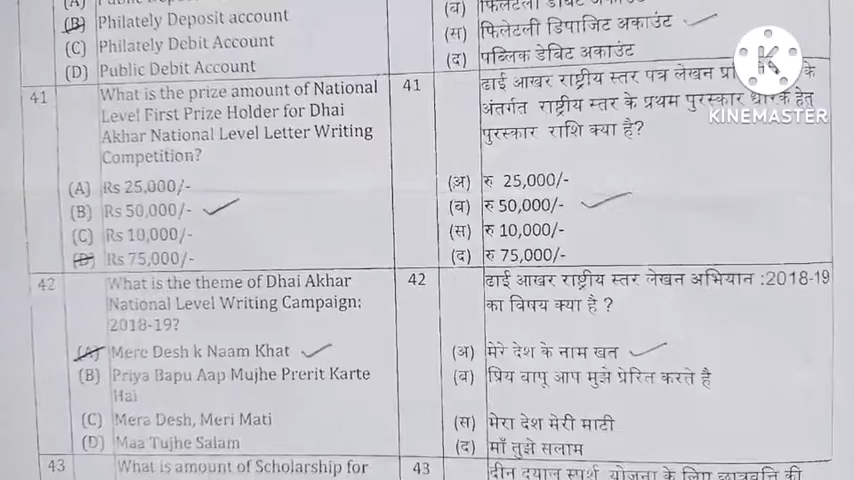 (B) Philately Deposit account
(C) Philately Debit Account
(D) Public Debit Account
(स) फिलेटली डिपाजिट अकाउंट
(द) पब्लिक डेबिट अकाउंट
41 What is the prize amount of National
Level First Prize Holder for Dhai
Akhar National Level Letter Writing
Competition?
(A) Rs 25,000/-
(B) Rs 50,000/-
(C) Rs 10,000/-
(D) Rs 75,000/-
41 ढाई आखर राष्ट्रीय स्तर पत्र लेखन के
अंतर्गत राष्ट्रीय स्तर के प्रथम पुरस्कार धारक हेतु
पुरस्कार राशि क्या है?
(अ) रु 25,000/-
(ब) रु 50,000/-
(स) रु 10,000/-
(द) रु 75,000/-
K
KINEMASTER
42 What is the theme of Dhai Akhar
National Level Writing Campaign:
2018-19?
(A) Mere Desh k Naam Khat
(B) Priya Bapu Aap Mujhe Prerit Karte
Hai
(C) Mera Desh, Meri Mati
(D) Maa Tujhe Salam
42 ढाई आखर राष्ट्रीय स्तर लेखन अभियान :2018-19
का विषय क्या है ?
(अ) मेरे देश के नाम खत
(ब) प्रिय बापू आप मुझे प्रेरित करते है
(स) मेरा देश मेरी माटी
(द) माँ तुझे सलाम
43 What is amount of Scholarship for
43 दीन दयाल स्पर्श योजना के लिए छात्रवृत्ति की